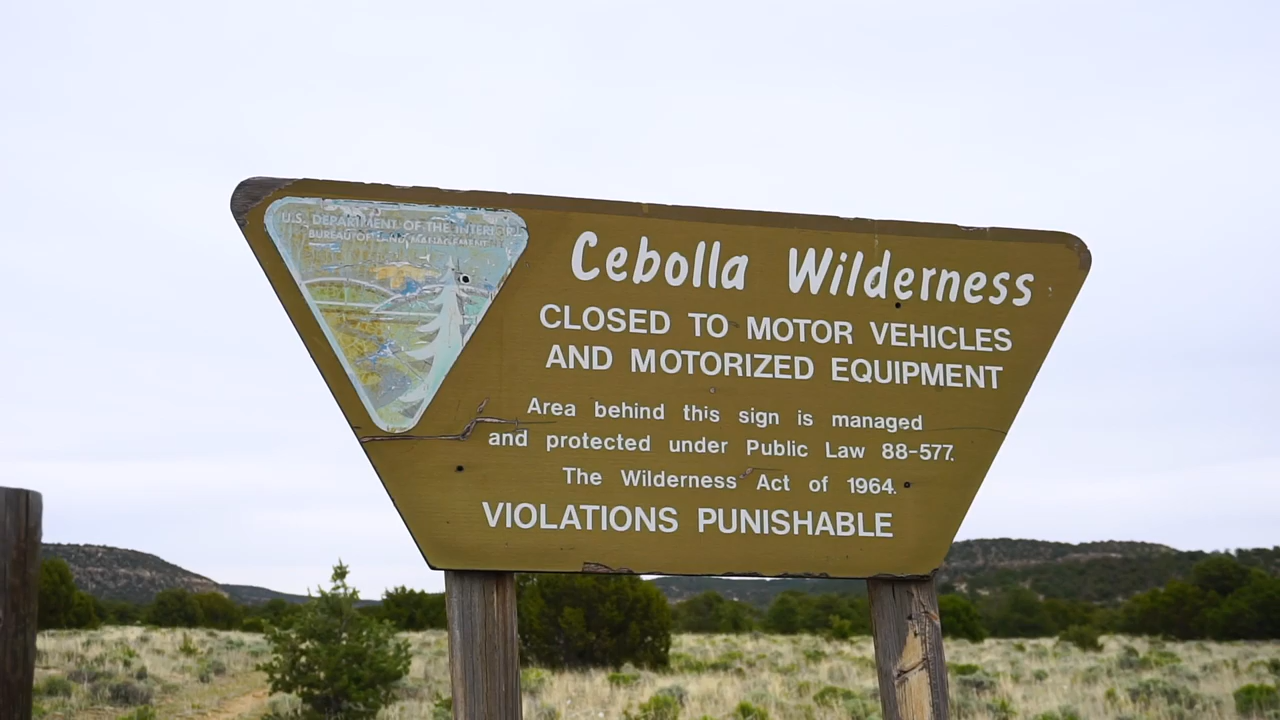 U.S. DEPARTMENT OF THE INTERIOR
BUREAU OF LAND MANAGEMENT
Cebolla Wilderness
CLOSED TO MOTOR VEHICLES
AND MOTORIZED EQUIPMENT
Area behind this sign is managed
and protected under Public Law 88-577.
The Wilderness Act of 1964.
VIOLATIONS PUNISHABLE